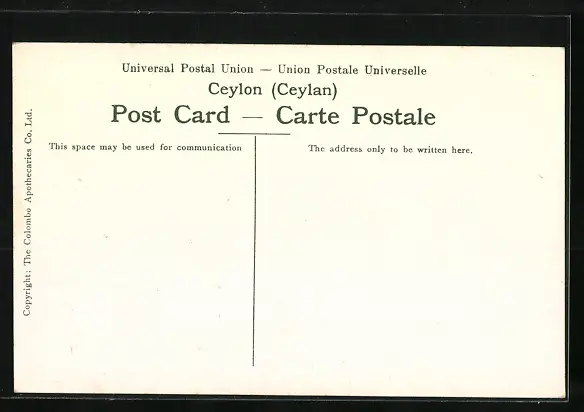 Universal Postal Union — Union Postale Universelle
Ceylon (Ceylan)
Post Card — Carte Postale
This space may be used for communication
The address only to be written here.
Copyright: The Colombo Apothecaries Co. Ltd.